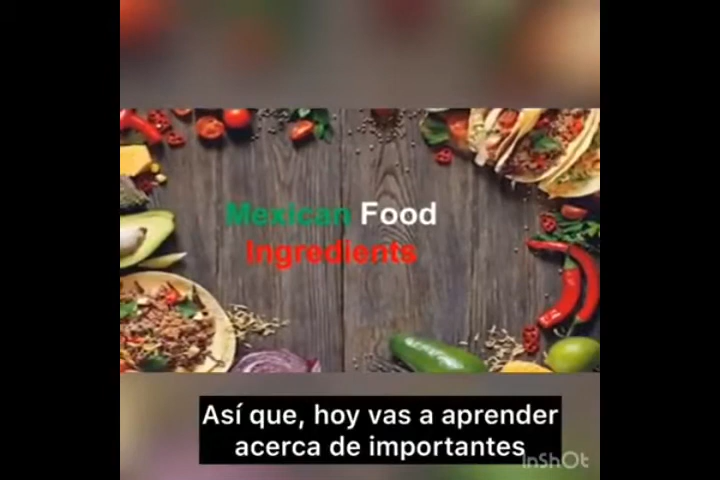 Mexican Food
Ingredients
Así que, hoy vas a aprender
acerca de importantes
InShOt